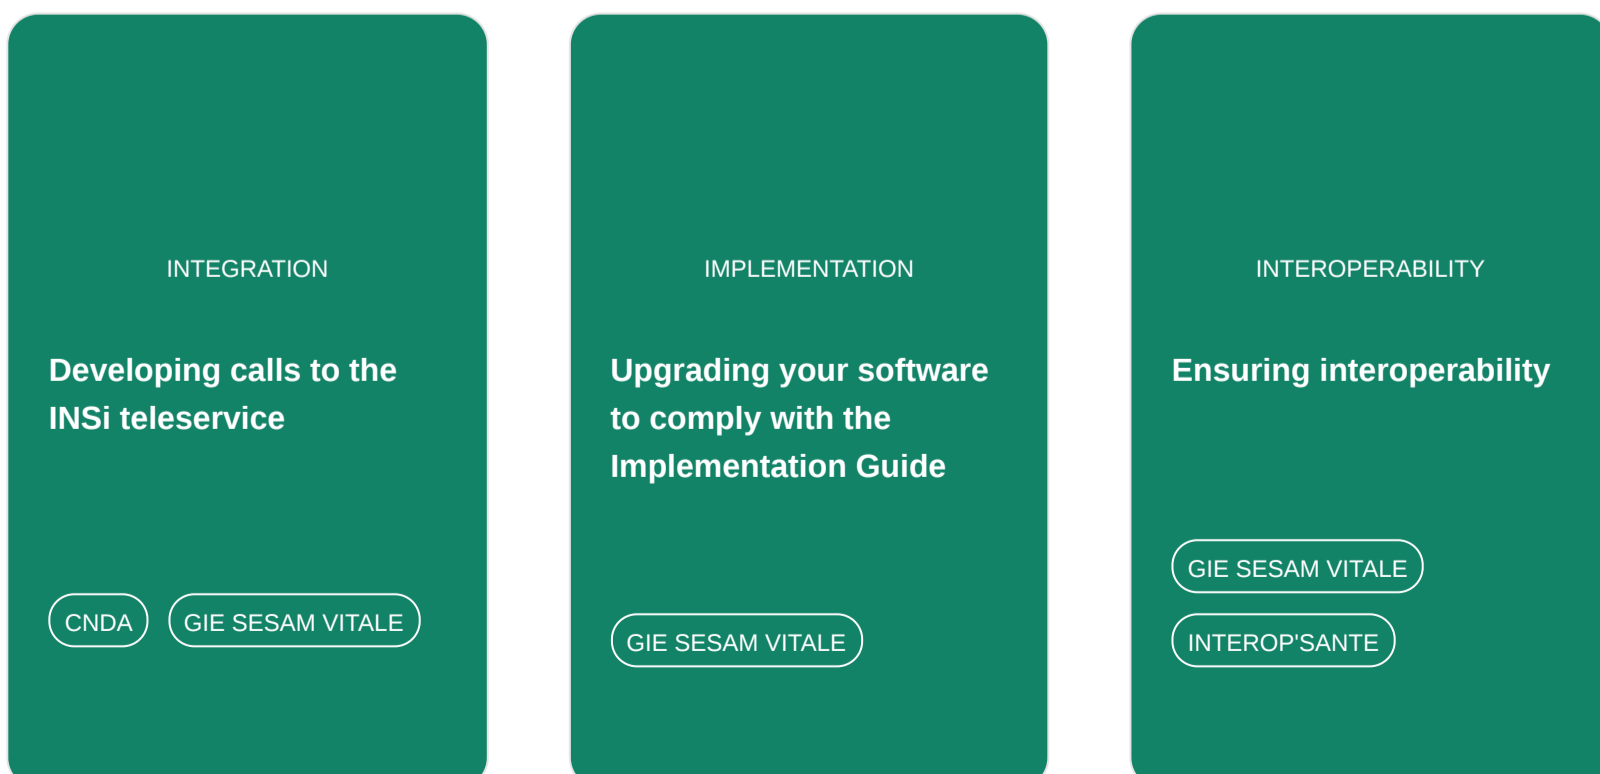 INTEGRATION
Developing calls to the
INSi teleservice
CNDA
GIE SESAM VITALE
IMPLEMENTATION
Upgrading your software
to comply with the
Implementation Guide
GIE SESAM VITALE
INTEROPERABILITY
Ensuring interoperability
GIE SESAM VITALE
INTEROP'SANTE